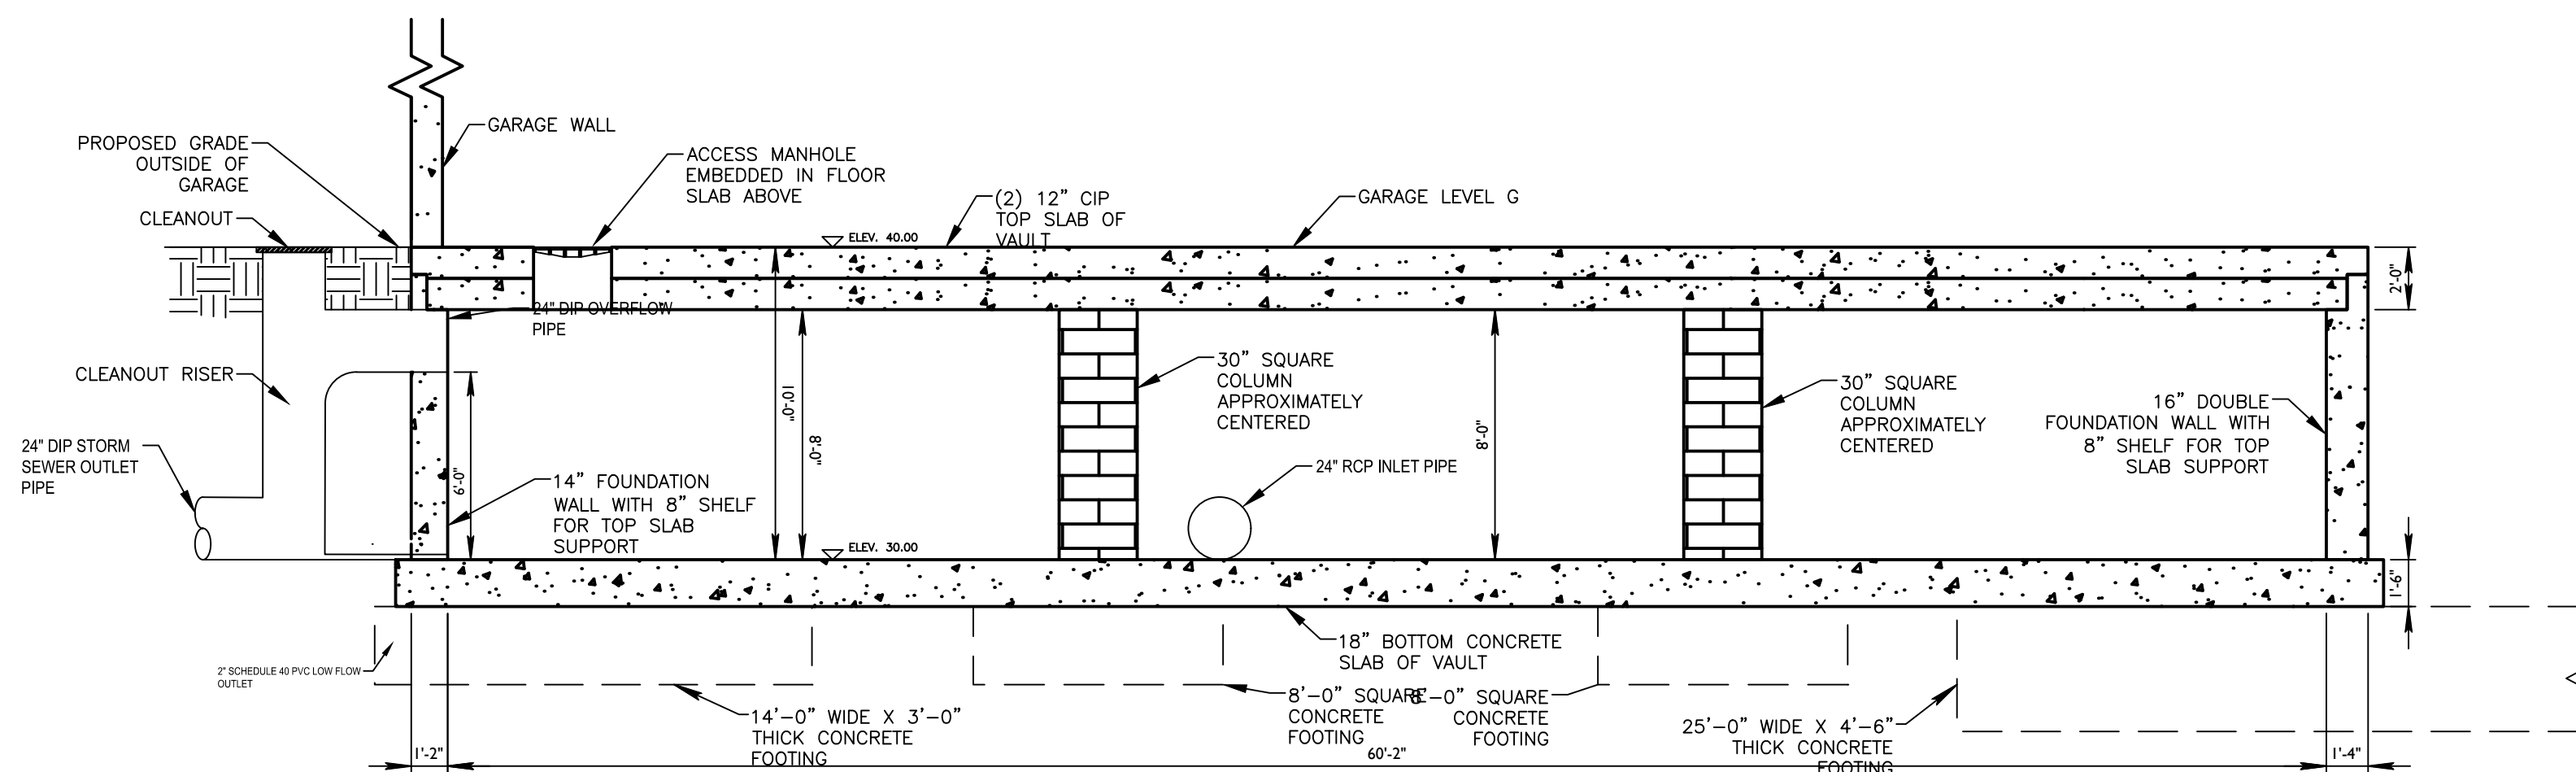 GARAGE WALL
PROPOSED GRADE
OUTSIDE OF
GARAGE
CLEANOUT
ACCESS MANHOLE
EMBEDDED IN FLOOR
SLAB ABOVE
(2) 12” CIP
TOP SLAB OF
VAULT
GARAGE LEVEL G
ELEV. 40.00
2'-0"
24" DIP OVERFLOW
PIPE
CLEANOUT RISER
24" DIP STORM
SEWER OUTLET
PIPE
6'-0"
14” FOUNDATION
WALL WITH 8” SHELF
FOR TOP SLAB
SUPPORT
10'-0"
8'-0"
ELEV. 30.00
30” SQUARE
COLUMN
APPROXIMATELY
CENTERED
24" RCP INLET PIPE
8'-0"
30” SQUARE
COLUMN
APPROXIMATELY
CENTERED
16” DOUBLE
FOUNDATION WALL WITH
8” SHELF FOR TOP
SLAB SUPPORT
1'-6"
2" SCHEDULE 40 PVC LOW FLOW
OUTLET
18” BOTTOM CONCRETE
SLAB OF VAULT
14'-0” WIDE X 3'-0”
THICK CONCRETE
FOOTING
8'-0” SQUARE
CONCRETE
FOOTING
8'-0” SQUARE
CONCRETE
FOOTING
25'-0” WIDE X 4'-6”
THICK CONCRETE
FOOTING
1'-2"
60'-2"
1'-4"